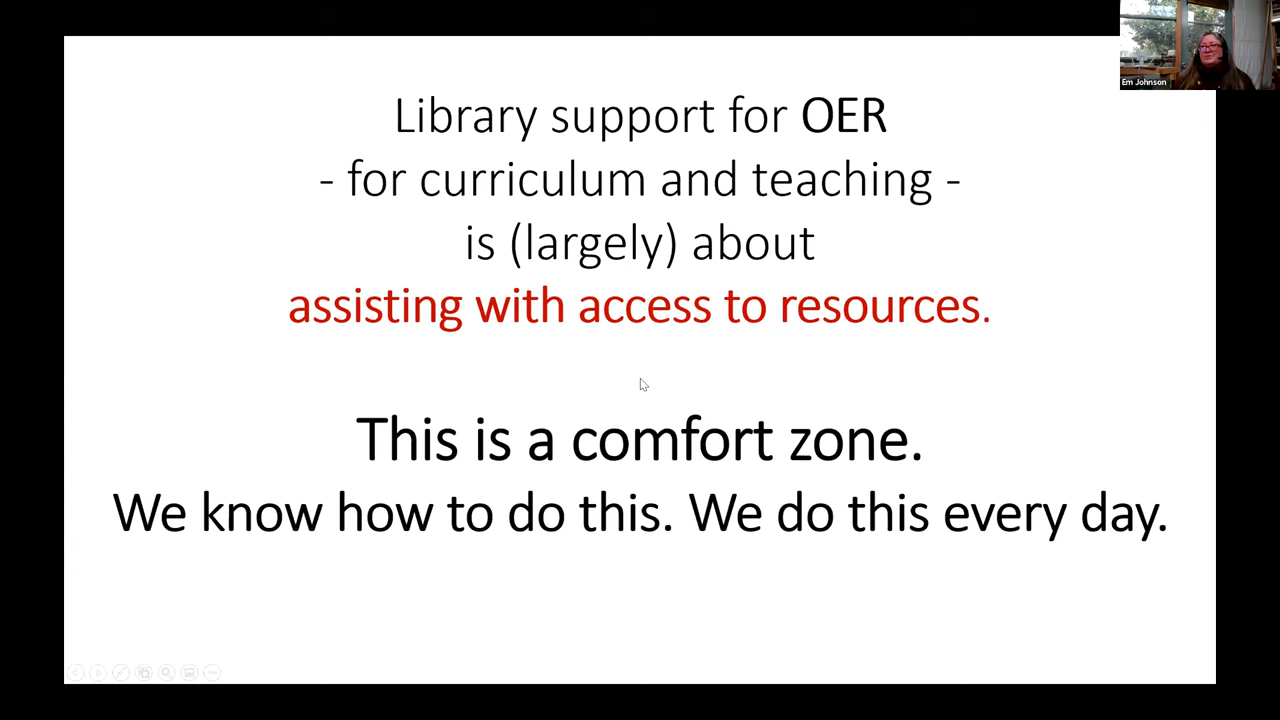 Em Johnson
Library support for OER
- for curriculum and teaching -
is (largely) about
assisting with access to resources.
This is a comfort zone.
We know how to do this. We do this every day.